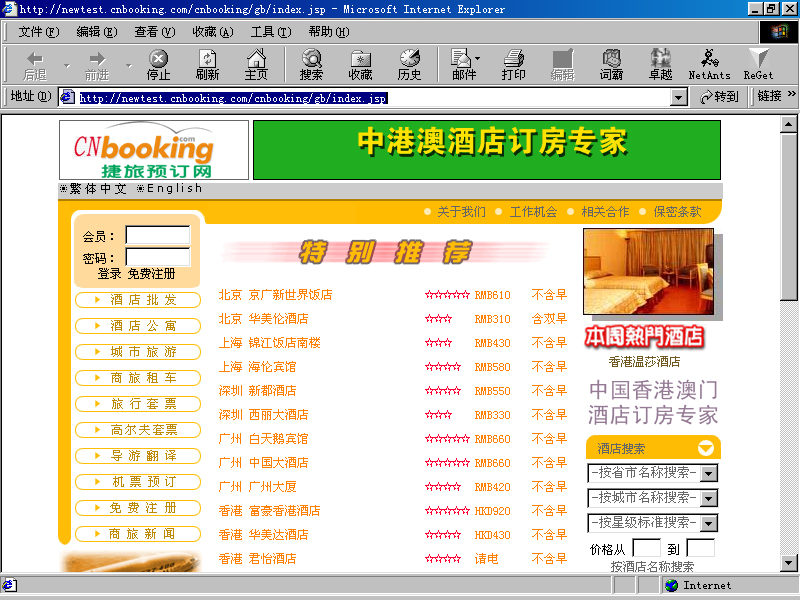 http://newtest.cnbooking.com/cnbooking/gb/index.jsp - Microsoft Internet Explorer
文件(F) 编辑(E) 查看(V) 收藏(A) 工具(T) 帮助(H)
后退 前进 停止 刷新 主页 搜索 收藏 历史 邮件 打印 编辑 词霸 卓越 NetAnts ReGet
地址(D) http://newtest.cnbooking.com/cnbooking/gb/index.jsp 转到 链接 »
CNbooking .com
捷旅预订网
中港澳酒店订房专家
※繁体中文 ※English
关于我们 工作机会 相关合作 保密条款
会员：
密码：
登录 免费注册
酒店批发
酒店公寓
城市旅游
商旅租车
旅行套票
高尔夫套票
导游翻译
机票预订
免费注册
商旅新闻
特别推荐
北京 京广新世界饭店 ☆☆☆☆☆ RMB610 不含早
北京 华美伦酒店 ☆☆☆ RMB310 含双早
上海 锦江饭店南楼 ☆☆☆ RMB430 不含早
上海 海伦宾馆 ☆☆☆☆ RMB580 不含早
深圳 新都酒店 ☆☆☆☆ RMB550 不含早
深圳 西丽大酒店 ☆☆☆ RMB330 不含早
广州 白天鹅宾馆 ☆☆☆☆☆ RMB660 不含早
广州 中国大酒店 ☆☆☆☆☆ RMB660 不含早
广州 广州大厦 ☆☆☆☆ RMB420 不含早
香港 富豪香港酒店 ☆☆☆☆☆ HKD920 不含早
香港 华美达酒店 ☆☆☆☆ HKD430 不含早
香港 君怡酒店 ☆☆☆☆ 请电 不含早
本周熱門酒店
香港温莎酒店
中国香港澳门
酒店订房专家
酒店搜索
-按省市名称搜索-
-按城市名称搜索-
-按星级标准搜索-
价格从 到
按酒店名称搜索
Internet